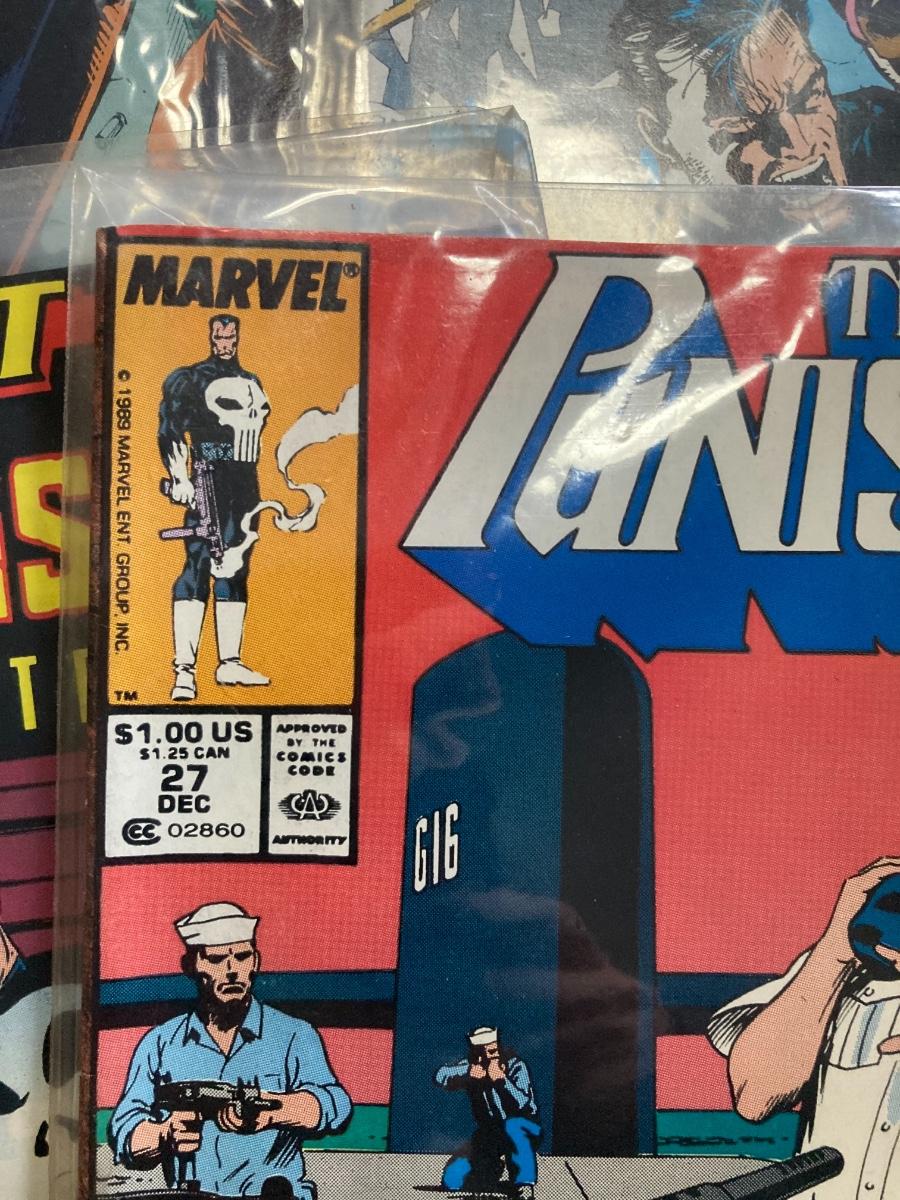 MARVEL®
© 1989 MARVEL ENT. GROUP, INC.
TM
$1.00 US
$1.25 CAN
27
DEC
CC 02860
APPROVED
BY THE
COMICS
CODE
CA
AUTHORITY
G16